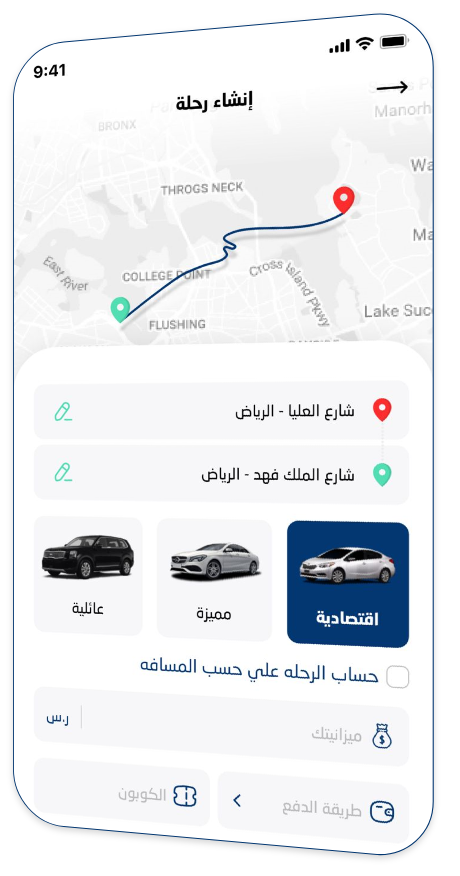 9:41
إنشاء رحلة
Manorh
BRONX
Wa
THROGS NECK
Ma
East River
COLLEGE POINT
Cross Island Pkwy
Lake Suc
FLUSHING
شارع العليا - الرياض
شارع الملك فهد - الرياض
اقتصادية
مميزة
عائلية
حساب الرحله علي حسب المسافه
ميزانيتك
ر.س
طريقة الدفع
الكوبون